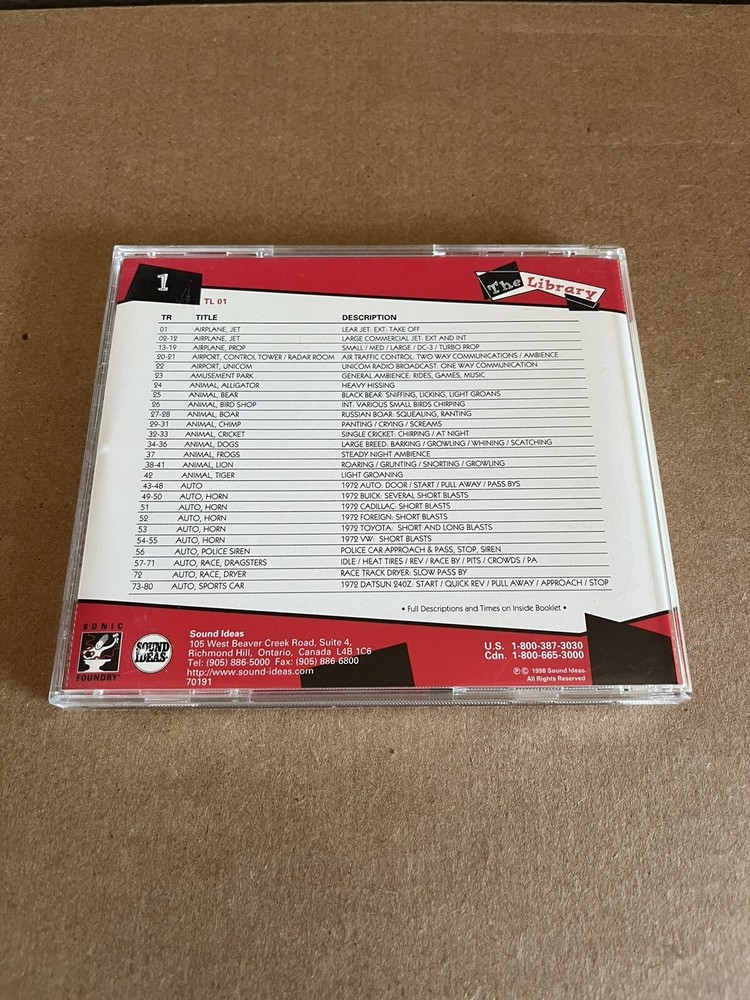 1
TL 01
The Library
TR TITLE DESCRIPTION
01 AIRPLANE, JET LEAR JET: EXT: TAKE OFF
02-12 AIRPLANE, JET LARGE COMMERCIAL JET: EXT AND INT
13-19 AIRPLANE, PROP SMALL / MED / LARGE / DC-3 / TURBO PROP
20-21 AIRPORT, CONTROL TOWER / RADAR ROOM AIR TRAFFIC CONTROL: TWO WAY COMMUNICATIONS / AMBIENCE
22 AIRPORT, UNICOM UNICOM RADIO BROADCAST: ONE WAY COMMUNICATION
23 AMUSEMENT PARK GENERAL AMBIENCE: RIDES, GAMES, MUSIC
24 ANIMAL, ALLIGATOR HEAVY HISSING
25 ANIMAL, BEAR BLACK BEAR: SNIFFING, LICKING, LIGHT GROANS
26 ANIMAL, BIRD SHOP INT. VARIOUS SMALL BIRDS CHIRPING
27-28 ANIMAL, BOAR RUSSIAN BOAR: SQUEALING, RANTING
29-31 ANIMAL, CHIMP PANTING / CRYING / SCREAMS
32-33 ANIMAL, CRICKET SINGLE CRICKET: CHIRPING / AT NIGHT
34-36 ANIMAL, DOGS LARGE BREED: BARKING / GROWLING / WHINING / SCATCHING
37 ANIMAL, FROGS STEADY NIGHT AMBIENCE
38-41 ANIMAL, LION ROARING / GRUNTING / SNORTING / GROWLING
42 ANIMAL, TIGER LIGHT GROANING
43-48 AUTO 1972 AUTO: DOOR / START / PULL AWAY / PASS BYS
49-50 AUTO, HORN 1972 BUICK: SEVERAL SHORT BLASTS
51 AUTO, HORN 1972 CADILLAC: SHORT BLASTS
52 AUTO, HORN 1972 FOREIGN: SHORT BLASTS
53 AUTO, HORN 1972 TOYOTA: SHORT AND LONG BLASTS
54-55 AUTO, HORN 1972 VW: SHORT BLASTS
56 AUTO, POLICE SIREN POLICE CAR APPROACH & PASS, STOP, SIREN
57-71 AUTO, RACE, DRAGSTERS IDLE / HEAT TIRES / REV / RACE BY / PITS / CROWDS / PA
72 AUTO, RACE, DRYER RACE TRACK DRYER: SLOW PASS BY
73-80 AUTO, SPORTS CAR 1972 DATSUN 240Z: START / QUICK REV / PULL AWAY / APPROACH / STOP
• Full Descriptions and Times on Inside Booklet •
SONIC
FOUNDRY
SOUND
IDEAS
Sound Ideas
105 West Beaver Creek Road, Suite 4,
Richmond Hill, Ontario, Canada L4B 1C6
Tel: (905) 886-5000 Fax: (905) 886 6800
http://www.sound-ideas.com
70191
U.S. 1-800-387-3030
Cdn. 1-800-665-3000
℗ © 1998 Sound Ideas.
All Rights Reserved